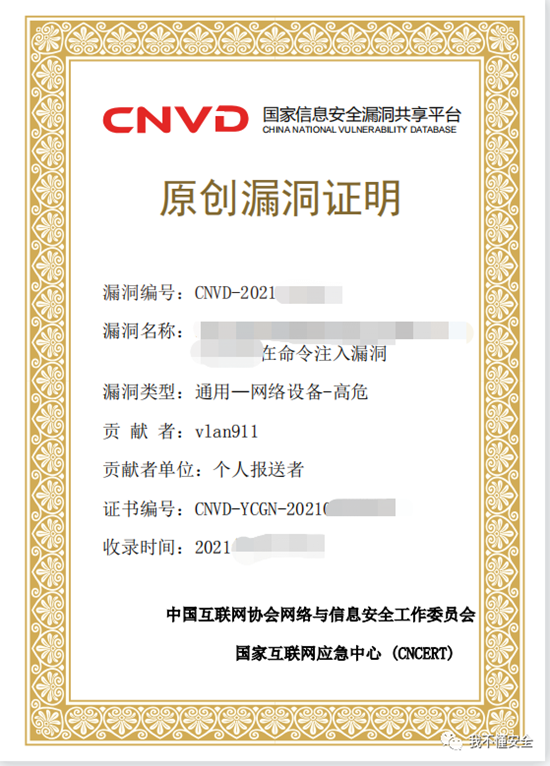 CNVD 国家信息安全漏洞共享平台
CHINA NATIONAL VULNERABILITY DATABASE
原创漏洞证明
漏洞编号：CNVD-2021
漏洞名称：
在命令注入漏洞
漏洞类型：通用—网络设备-高危
贡 献 者：vlan911
贡献者单位：个人报送者
证书编号：CNVD-YCGN-2021
收录时间：2021
中国互联网协会网络与信息安全工作委员会
国家互联网应急中心 (CNCERT)
我不懂安全